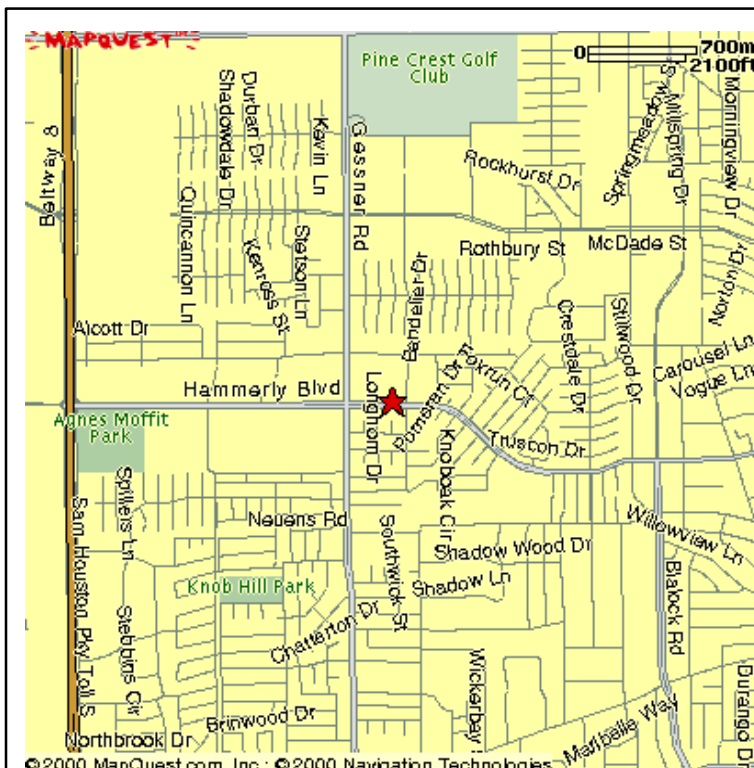 MAPQUEST
Pine Crest Golf
Club
0 700m
2100ft
Beltway 8
Shadowdale Dr
Durban Dr
Kevin Ln
Gessner Rd
Rockhurst Dr
Springmeadow
Millspring Dr
Morningview Dr
Quincannon Ln
Kenross St
Stetson Ln
Rothbury St
McDade St
Norton Dr
Bandelier Dr
Alcott Dr
Crestdale Dr
Stillwood Dr
Carousel Ln
Vogue Ln
Foxrun Ct
Hammerly Blvd
Longhorn Dr
Pomeran Dr
Agnes Moffit
Park
Knoboak Cir
Truscon Dr
Spillers Ln
Neuens Rd
Southwick St
Shadow Wood Dr
Willowview Ln
Sam Houston Pky Toll S
Knob Hill Park
Shadow Ln
Blalock Rd
Stebbins Cir
Chatterton Dr
Wickerbay
Brinwood Dr
Maribelle Way
Durango Dr
Northbrook Dr
©2000 MapQuest.com, Inc.; ©2000 Navigation Technologies